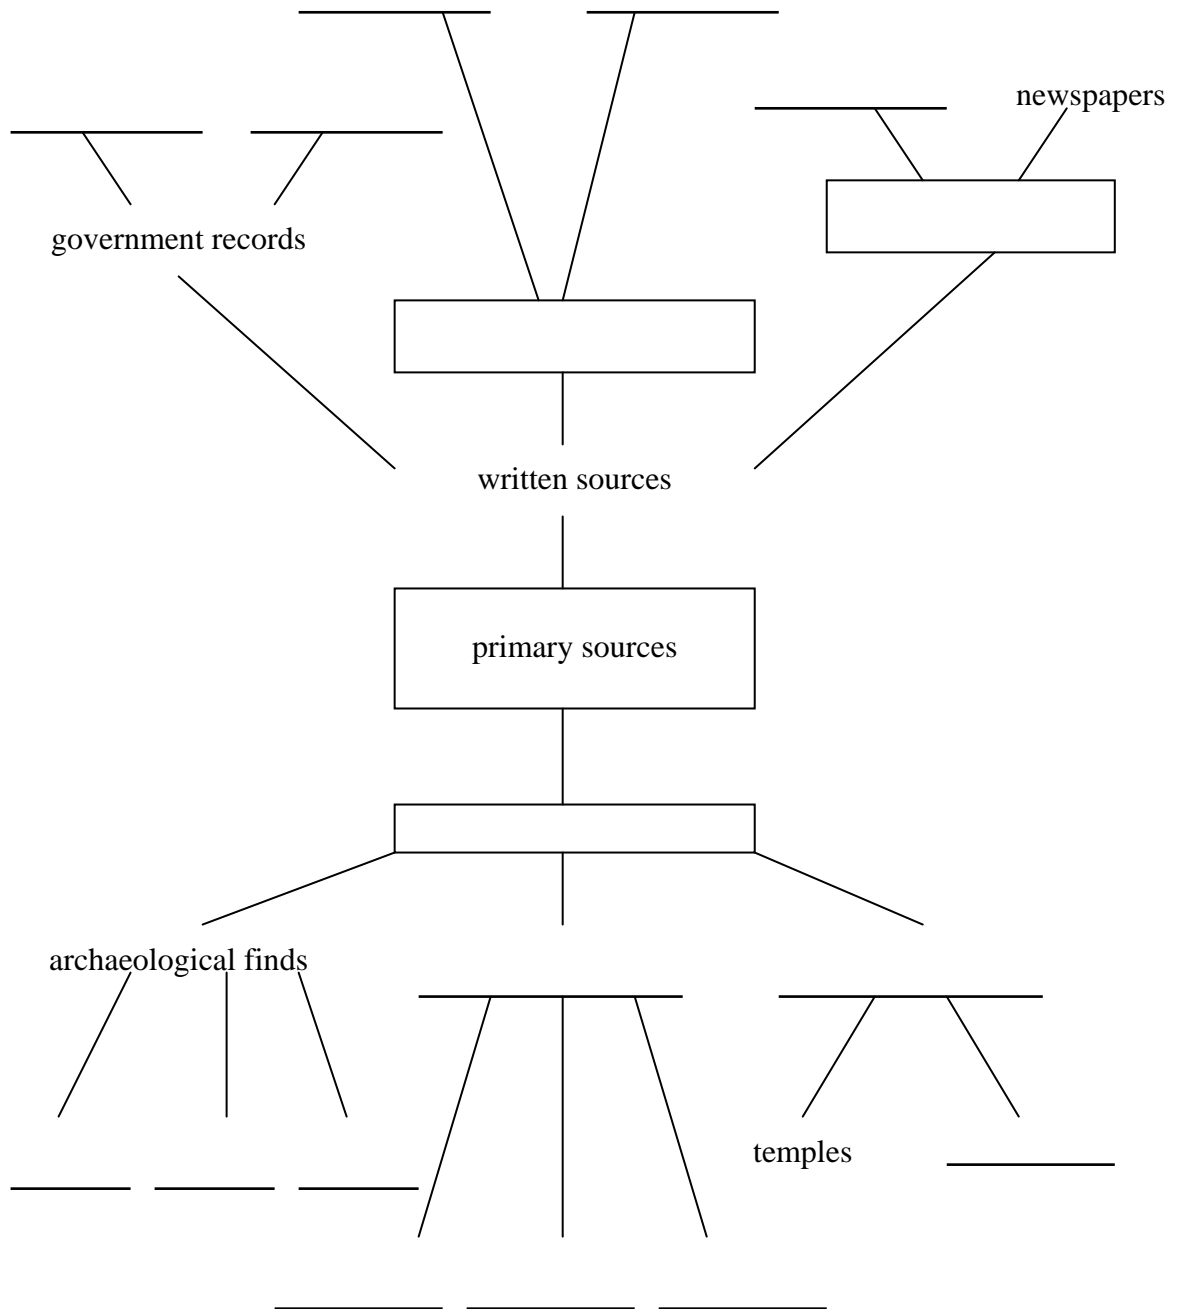 newspapers
government records
written sources
primary sources
archaeological finds
temples